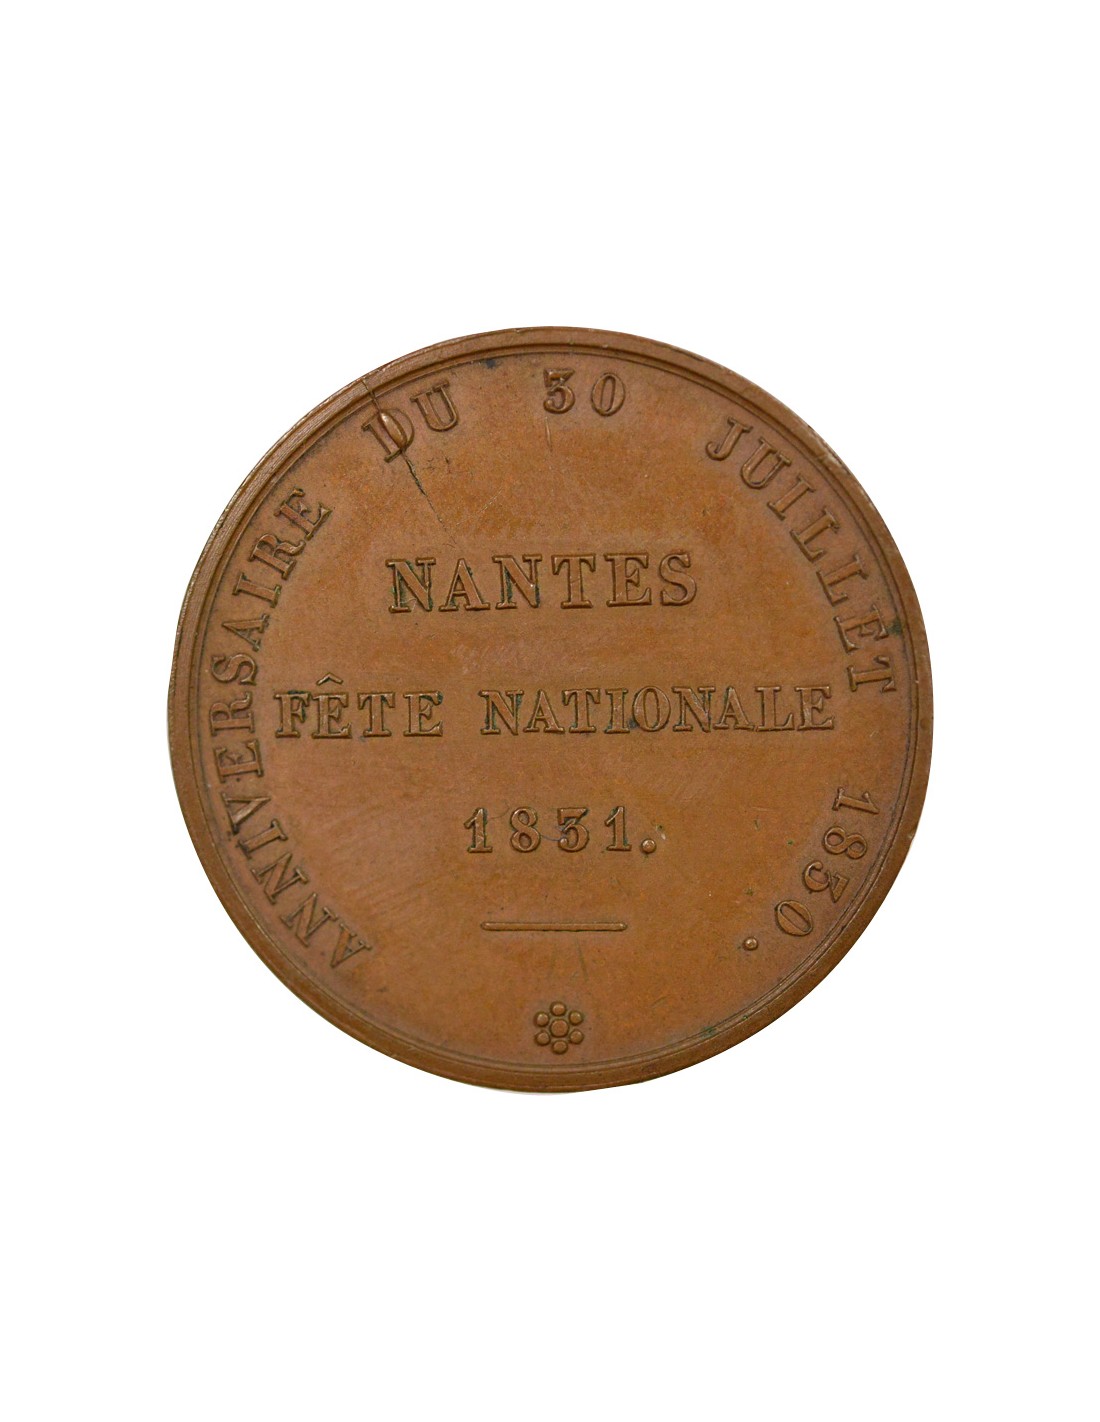 ANNIVERSAIRE DU 30 JUILLET 1830.
NANTES
FÊTE NATIONALE
1831.